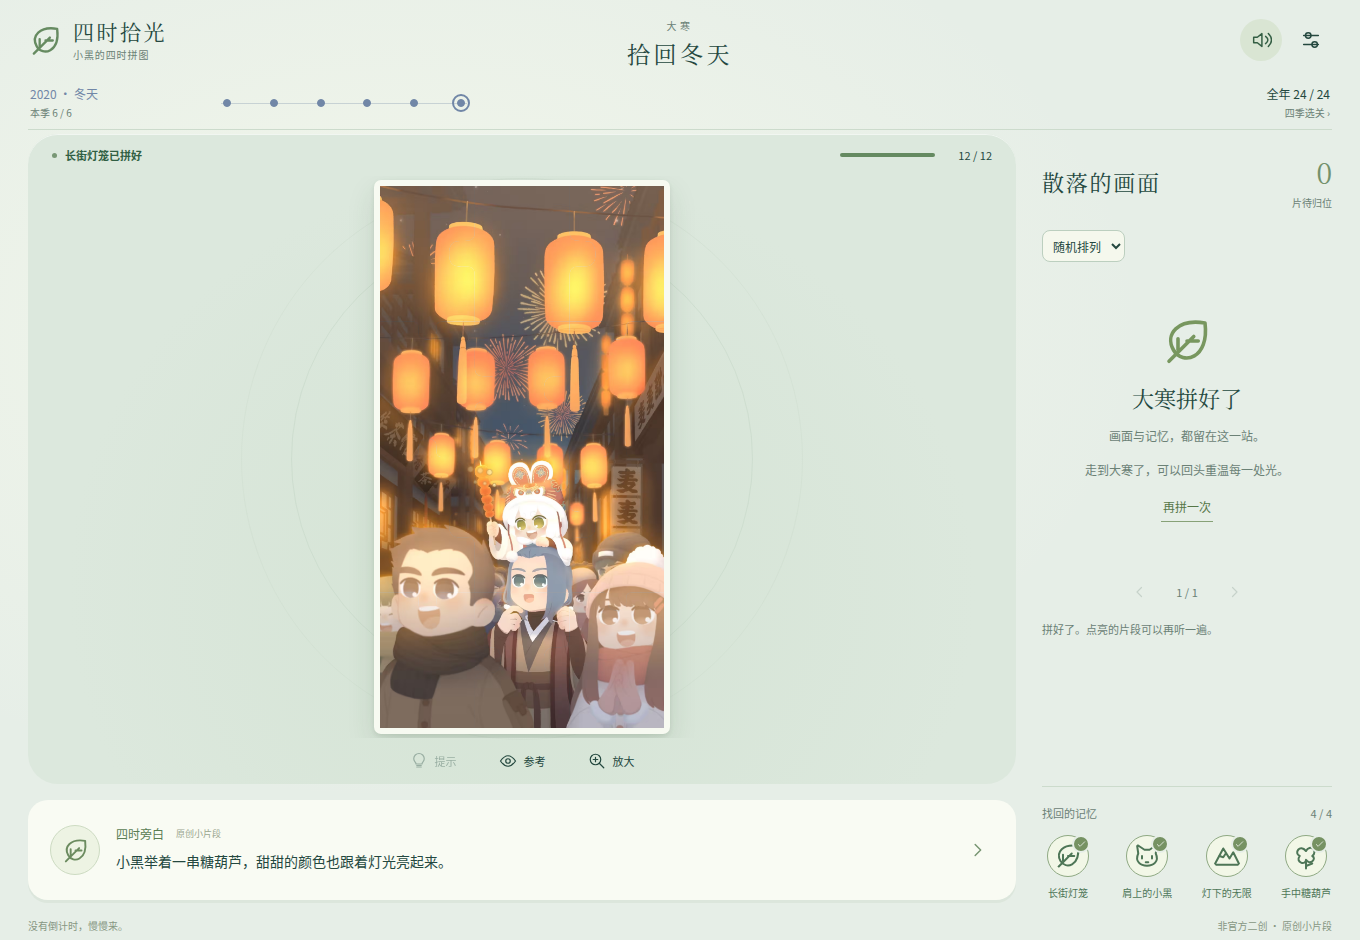 四时拾光
小黑的四时拼图
大寒
拾回冬天
2020 · 冬天
本季 6 / 6
全年 24 / 24
四季选关 ›
长街灯笼已拼好
12 / 12
麦
麦
提示
参考
放大
散落的画面
0
片待归位
随机排列
大寒拼好了
画面与记忆，都留在这一站。
走到大寒了，可以回头重温每一处光。
再拼一次
1 / 1
拼好了。点亮的片段可以再听一遍。
四时旁白 原创小片段
小黑举着一串糖葫芦，甜甜的颜色也跟着灯光亮起来。
找回的记忆
4 / 4
长街灯笼
肩上的小黑
灯下的无限
手中糖葫芦
没有倒计时，慢慢来。
非官方二创 · 原创小片段